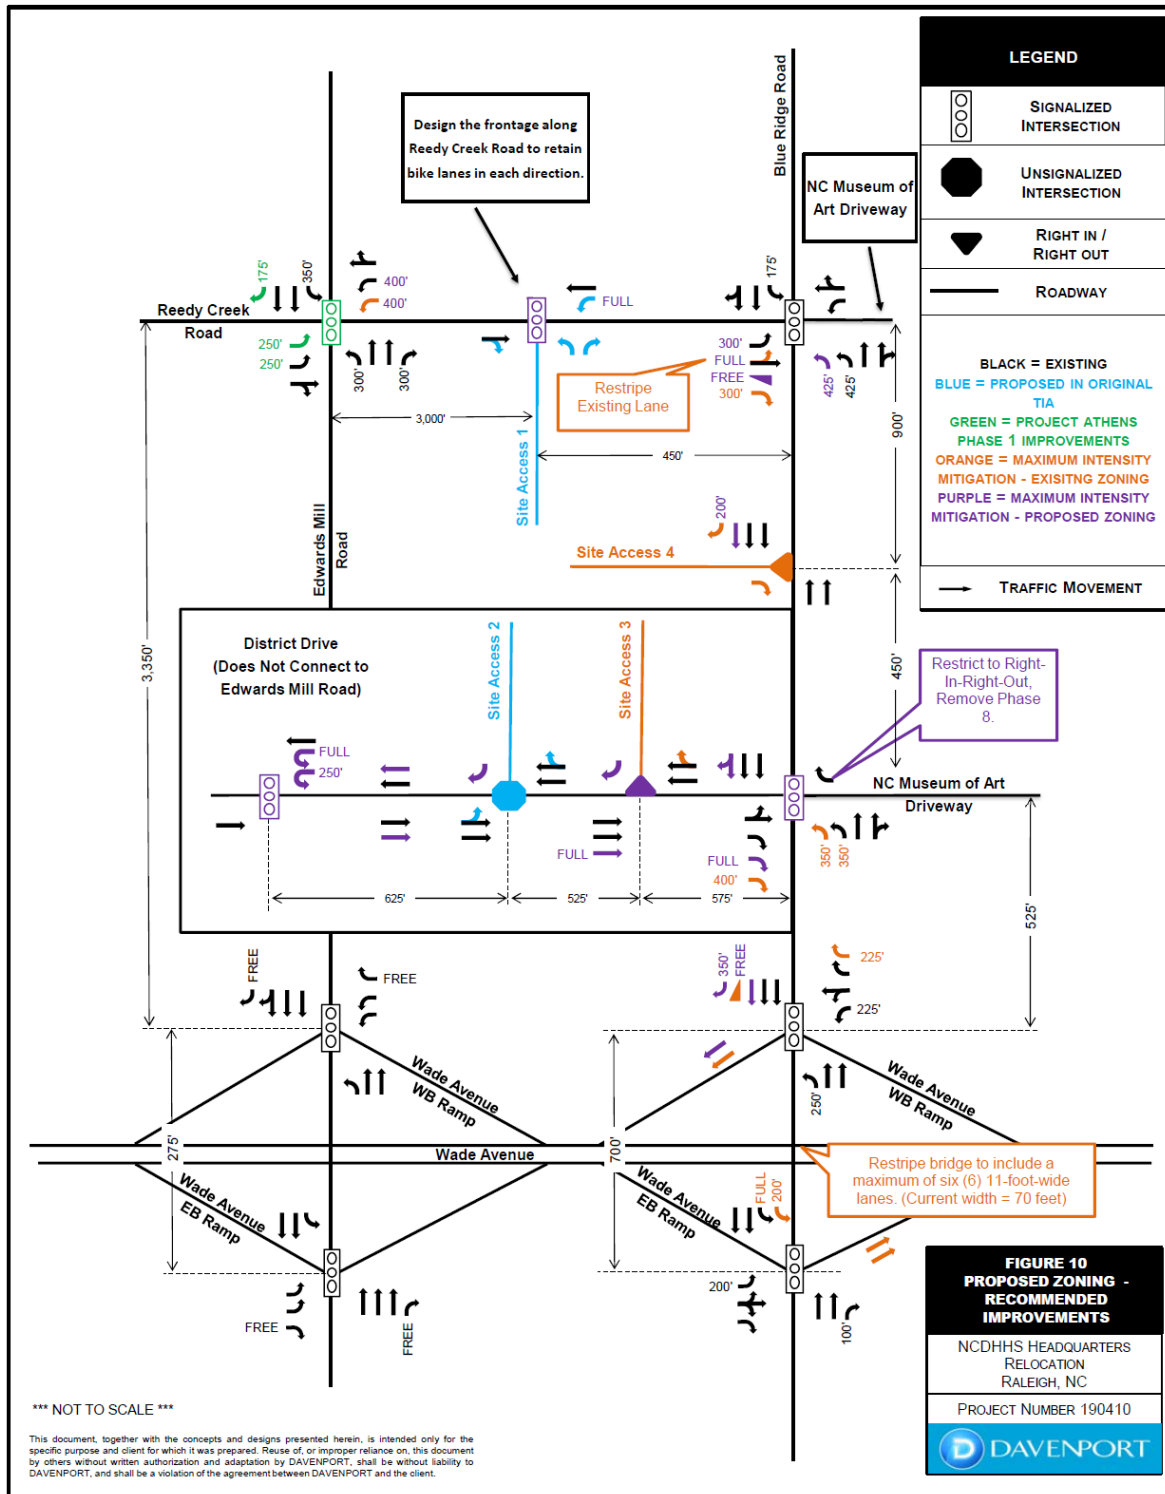 LEGEND
SIGNALIZED
INTERSECTION
UNSIGNALIZED
INTERSECTION
RIGHT IN /
RIGHT OUT
ROADWAY
BLACK = EXISTING
BLUE = PROPOSED IN ORIGINAL
TIA
GREEN = PROJECT ATHENS
PHASE 1 IMPROVEMENTS
ORANGE = MAXIMUM INTENSITY
MITIGATION - EXISITNG ZONING
PURPLE = MAXIMUM INTENSITY
MITIGATION - PROPOSED ZONING
TRAFFIC MOVEMENT
Design the frontage along
Reedy Creek Road to retain
bike lanes in each direction.
Blue Ridge Road
NC Museum of
Art Driveway
175'
350'
400'
400'
FULL
175'
Reedy Creek
Road
250'
250'
300'
300'
300'
FULL
FREE
300'
425'
425'
Restripe
Existing Lane
3,000'
450'
900'
Site Access 1
Edwards Mill
Road
200'
Site Access 4
450'
3,350'
District Drive
(Does Not Connect to
Edwards Mill Road)
Site Access 2
Site Access 3
Restrict to Right-
In-Right-Out,
Remove Phase
8.
FULL
250'
NC Museum of Art
Driveway
FULL
FULL
400'
350'
350'
625'
525'
575'
525'
FREE
FREE
350'
FREE
225'
225'
Wade Avenue
WB Ramp
250'
Wade Avenue
WB Ramp
275'
700'
Wade Avenue
Restripe bridge to include a
maximum of six (6) 11-foot-wide
lanes. (Current width = 70 feet)
Wade Avenue
EB Ramp
Wade Avenue
EB Ramp
FULL
200'
FREE
FREE
200'
100'
FIGURE 10
PROPOSED ZONING -
RECOMMENDED
IMPROVEMENTS
NCDHHS HEADQUARTERS
RELOCATION
RALEIGH, NC
PROJECT NUMBER 190410
D DAVENPORT
*** NOT TO SCALE ***
This document, together with the concepts and designs presented herein, is intended only for the
specific purpose and client for which it was prepared. Reuse of, or improper reliance on, this document
by others without written authorization and adaptation by DAVENPORT, shall be without liability to
DAVENPORT, and shall be a violation of the agreement between DAVENPORT and the client.